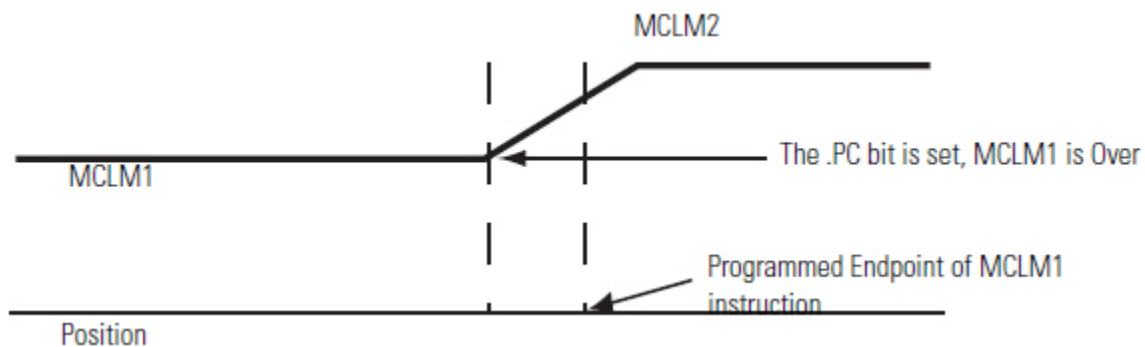 MCLM2
The .PC bit is set, MCLM1 is Over
MCLM1
Programmed Endpoint of MCLM1
instruction
Position